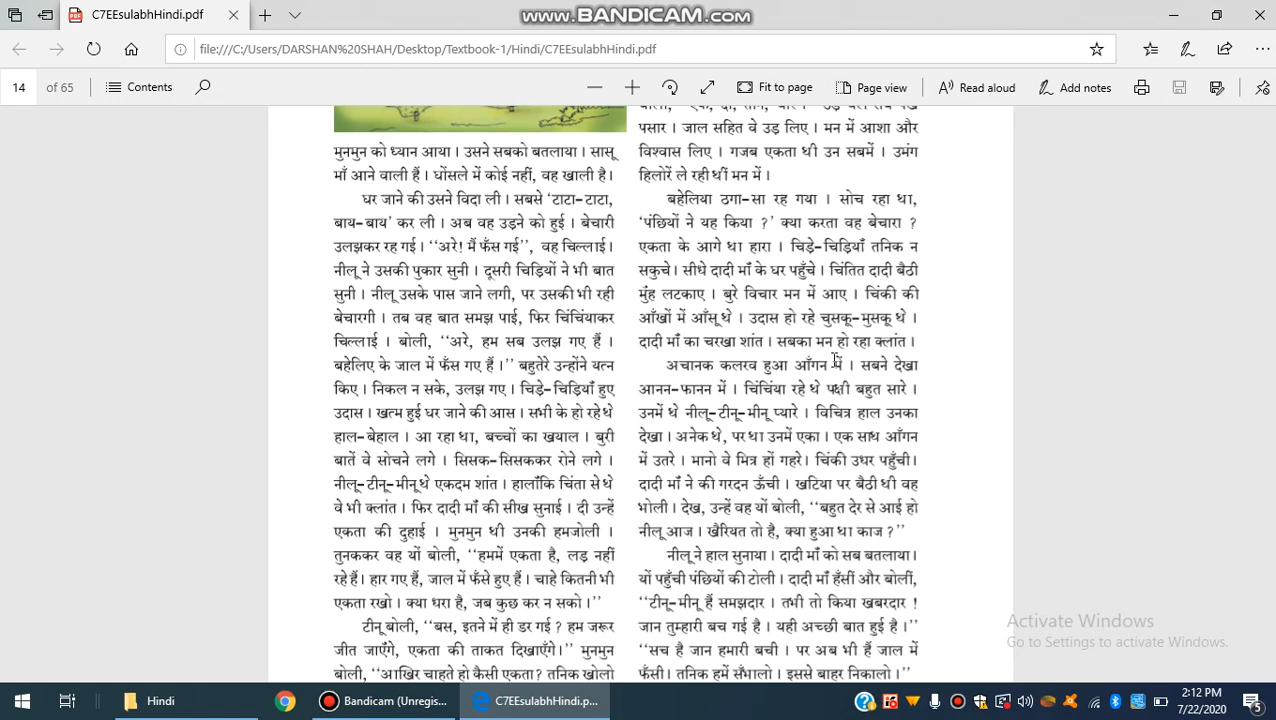 C7EEsulabhHindi.pdf
www.BANDICAM.com
file:///C:/Users/DARSHAN%20SHAH/Desktop/Textbook-1/Hindi/C7EEsulabhHindi.pdf
14 of 65 Contents Fit to page Page view Read aloud Add notes
मुनमुन को ध्यान आया । उसने सबको बतलाया । सासू
माँ आने वाली हैं । घोंसले में कोई नहीं, वह खाली है ।
घर जाने की उसने विदा ली । सबसे ‘टाटा-टाटा,
बाय-बाय’ कर ली । अब वह उड़ने को हुई । बेचारी
उलझकर रह गई । ‘‘अरे! मैं फँस गई’’, वह चिल्लाई ।
नीलू ने उसकी पुकार सुनी । दूसरी चिड़ियों ने भी बात
सुनी । नीलू उसके पास जाने लगी, पर उसकी भी रही
बेचारगी । तब वह बात समझ पाई, फिर चिंचिंयाकर
चिल्लाई । बोली, ‘‘अरे, हम सब उलझ गए हैं ।
बहेलिए के जाल में फँस गए हैं ।’’ बहुतेरे उन्होंने यत्न
किए । निकल न सके, उलझ गए । चिड़े-चिड़ियाँ हुए
उदास । खत्म हुई घर जाने की आस । सभी के हो रहे थे
हाल-बेहाल । आ रहा था, बच्चों का खयाल । बुरी
बातें वे सोचने लगे । सिसक-सिसककर रोने लगे ।
नीलू-टीनू-मीनू थे एकदम शांत । हालाँकि चिंता से थे
वे भी क्लांत । फिर दादी माँ की सीख सुनाई । दी उन्हें
एकता की दुहाई । मुनमुन थी उनकी हमजोली ।
तुनककर वह यों बोली, ‘‘हममें एकता है, लड़ नहीं
रहे हैं। हार गए हैं, जाल में फँसे हुए हैं । चाहे कितनी भी
एकता रखो । क्या धरा है, जब कुछ कर न सको ।’’
टीनू बोली, ‘‘बस, इतने में ही डर गई ? हम जरूर
जीत जाएँगे, एकता की ताकत दिखाएँगे।’’ मुनमुन
बोली, ‘‘आखिर चाहते हो कैसी एकता? तनिक खोलो
पसार । जाल सहित वे उड़ लिए । मन में आशा और
विश्वास लिए । गजब एकता थी उन सबमें । उमंग
हिलोरें ले रही थीं मन में ।
बहेलिया ठगा-सा रह गया । सोच रहा था,
‘पंछियों ने यह किया ?’ क्या करता वह बेचारा ?
एकता के आगे था हारा । चिड़े-चिड़ियाँ तनिक न
सकुचे । सीधे दादी माँ के घर पहुँचे । चिंतित दादी बैठी
मुँह लटकाए । बुरे विचार मन में आए । चिंकी की
आँखों में आँसू थे । उदास हो रहे चुसकू-मुसकू थे ।
दादी माँ का चरखा शांत । सबका मन हो रहा क्लांत ।
अचानक कलरव हुआ आँगन में । सबने देखा
आनन-फानन में । चिंचिंया रहे थे पक्षी बहुत सारे ।
उनमें थे नीलू-टीनू-मीनू प्यारे । विचित्र हाल उनका
देखा । अनेक थे, पर था उनमें एका । एक साथ आँगन
में उतरे । मानो वे मित्र हों गहरे । चिंकी उधर पहुँची।
दादी माँ ने की गरदन ऊँची । खटिया पर बैठी थी वह
भोली । देख, उन्हें वह यों बोली, ‘‘बहुत देर से आई हो
नीलू आज । खैरियत तो है, क्या हुआ था काज ?’’
नीलू ने हाल सुनाया । दादी माँ को सब बतलाया ।
यों पहुँची पंछियों की टोली । दादी माँ हँसीं और बोलीं,
‘‘टीनू-मीनू हैं समझदार । तभी तो किया खबरदार !
जान तुम्हारी बच गई है । यही अच्छी बात हुई है ।’’
‘‘सच है जान हमारी बची । पर अब भी हैं जाल में
फँसी । तनिक हमें सँभालो । इससे बाहर निकालो ।’’
Activate Windows
Go to Settings to activate Windows.
Hindi
Bandicam (Unregis...
C7EEsulabhHindi.p...
2:12 PM
7/22/2020
5